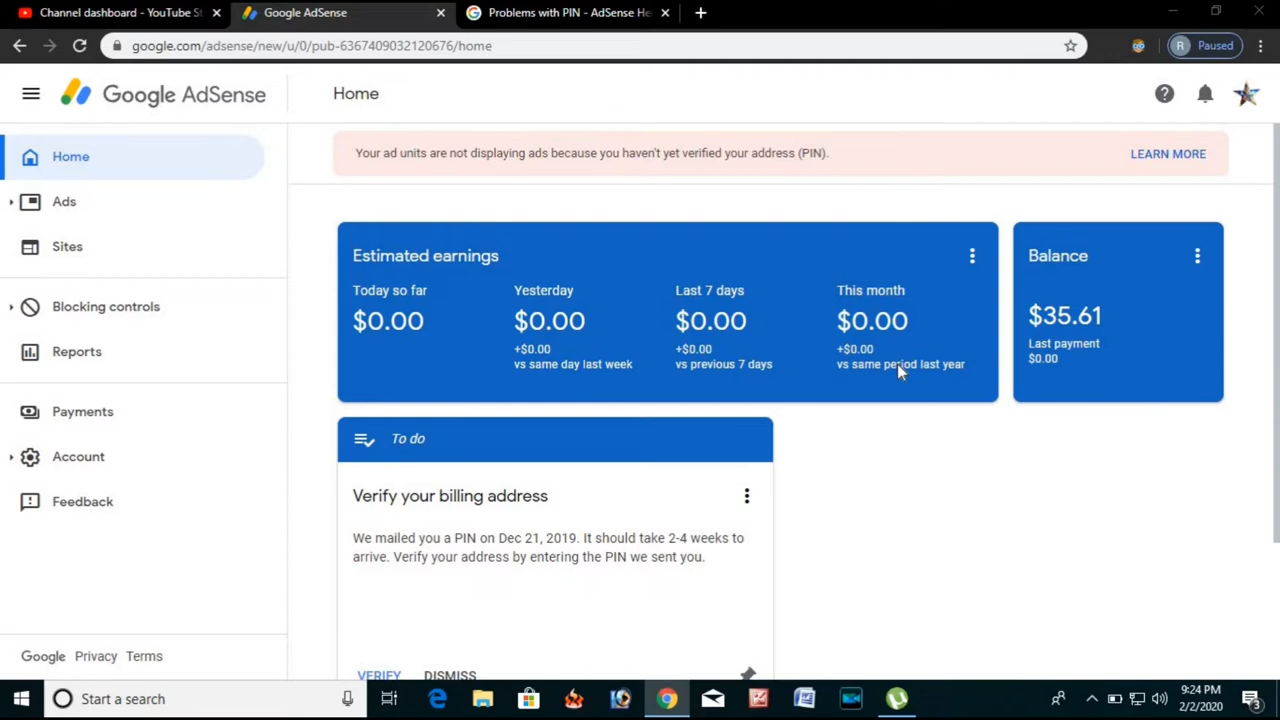 Channel dashboard - YouTube St
Google AdSense
Problems with PIN - AdSense He
google.com/adsense/new/u/0/pub-6367409032120676/home
R
Paused
Google AdSense
Home
Home
Ads
Sites
Blocking controls
Reports
Payments
Account
Feedback
Google Privacy Terms
Your ad units are not displaying ads because you haven't yet verified your address (PIN).
LEARN MORE
Estimated earnings
Today so far
$0.00
Yesterday
$0.00
+$0.00
vs same day last week
Last 7 days
$0.00
+$0.00
vs previous 7 days
This month
$0.00
+$0.00
vs same period last year
Balance
$35.61
Last payment
$0.00
To do
Verify your billing address
We mailed you a PIN on Dec 21, 2019. It should take 2-4 weeks to
arrive. Verify your address by entering the PIN we sent you.
VERIFY DISMISS
Start a search
9:24 PM
2/2/2020
3